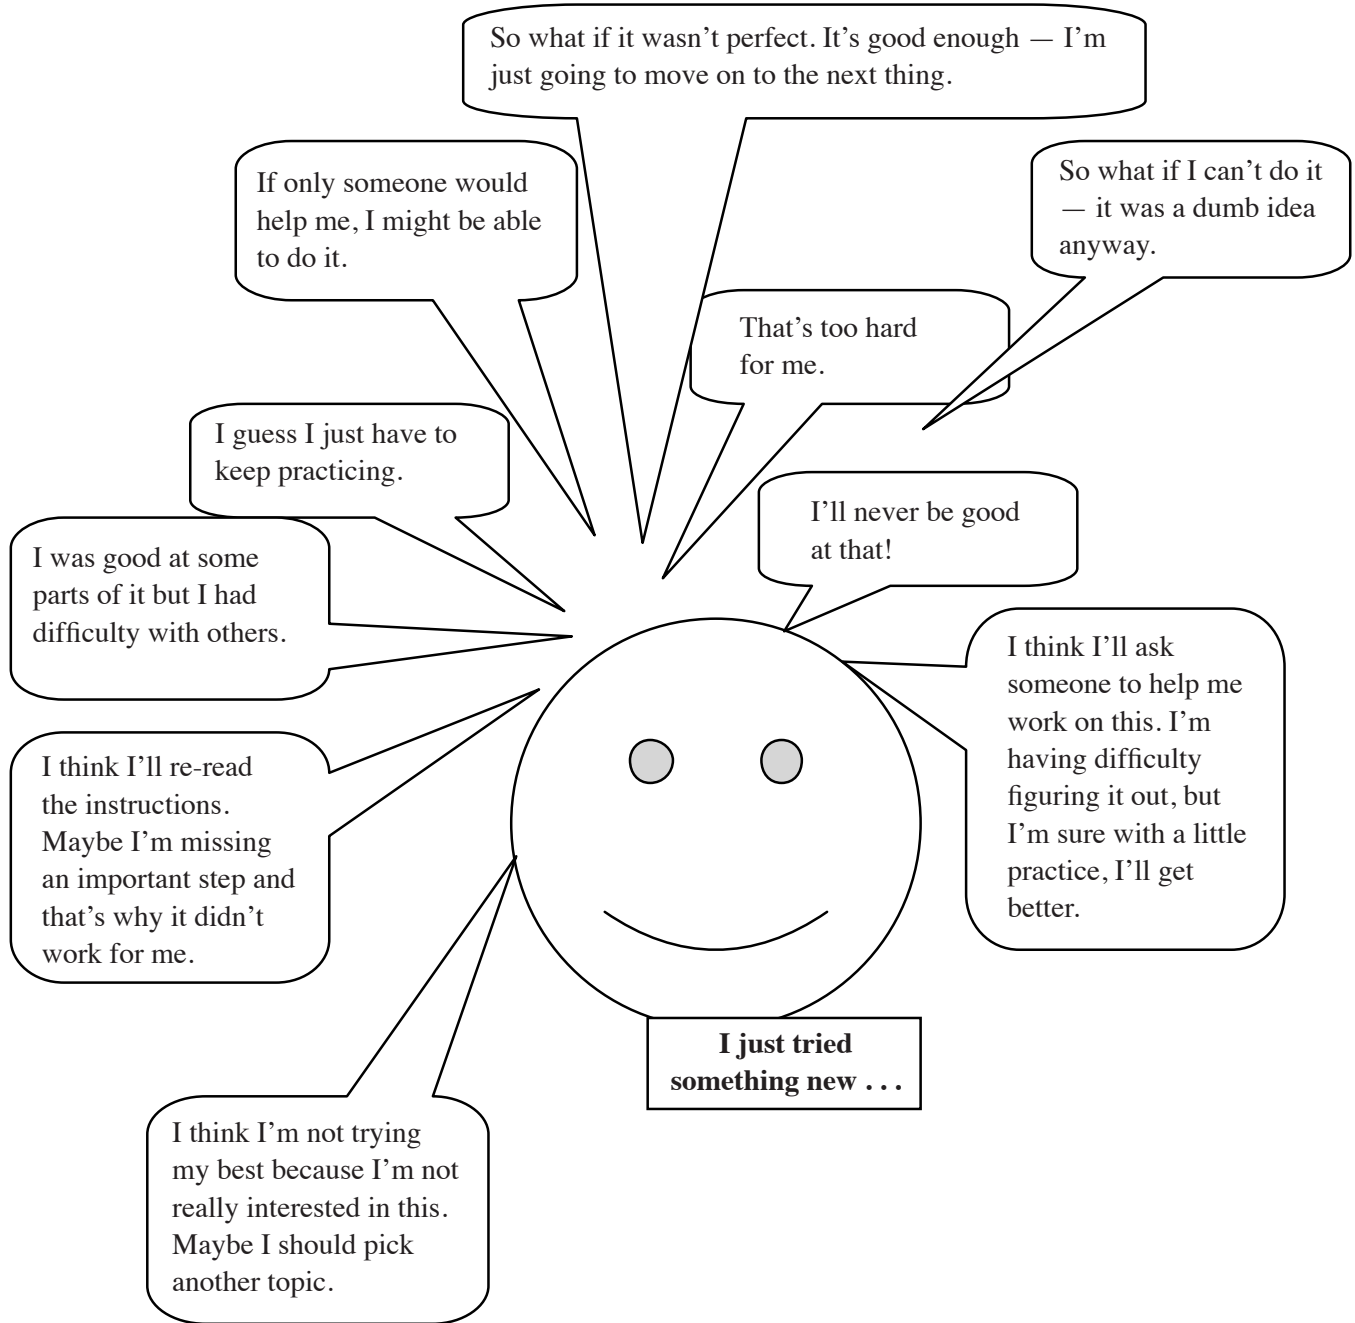 So what if it wasn’t perfect. It’s good enough — I’m
just going to move on to the next thing.
If only someone would
help me, I might be able
to do it.
So what if I can’t do it
— it was a dumb idea
anyway.
That’s too hard
for me.
I guess I just have to
keep practicing.
I’ll never be good
at that!
I was good at some
parts of it but I had
difficulty with others.
I think I’ll ask
someone to help me
work on this. I’m
having difficulty
figuring it out, but
I’m sure with a little
practice, I’ll get
better.
I think I’ll re-read
the instructions.
Maybe I’m missing
an important step and
that’s why it didn’t
work for me.
I just tried
something new . . .
I think I’m not trying
my best because I’m not
really interested in this.
Maybe I should pick
another topic.